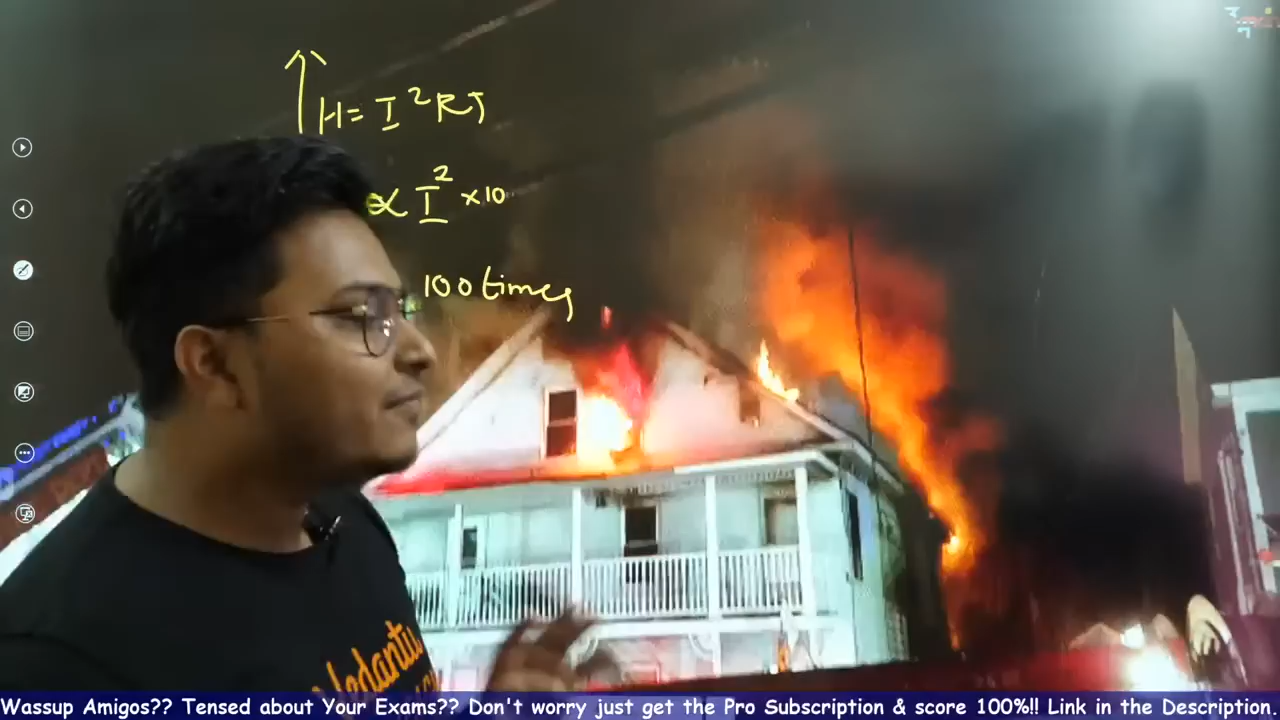 H = I²Rt
∝ I² ×10
100 times
Vedantu
Wassup Amigos?? Tensed about Your Exams?? Don't worry just get the Pro Subscription & score 100%!! Link in the Description.